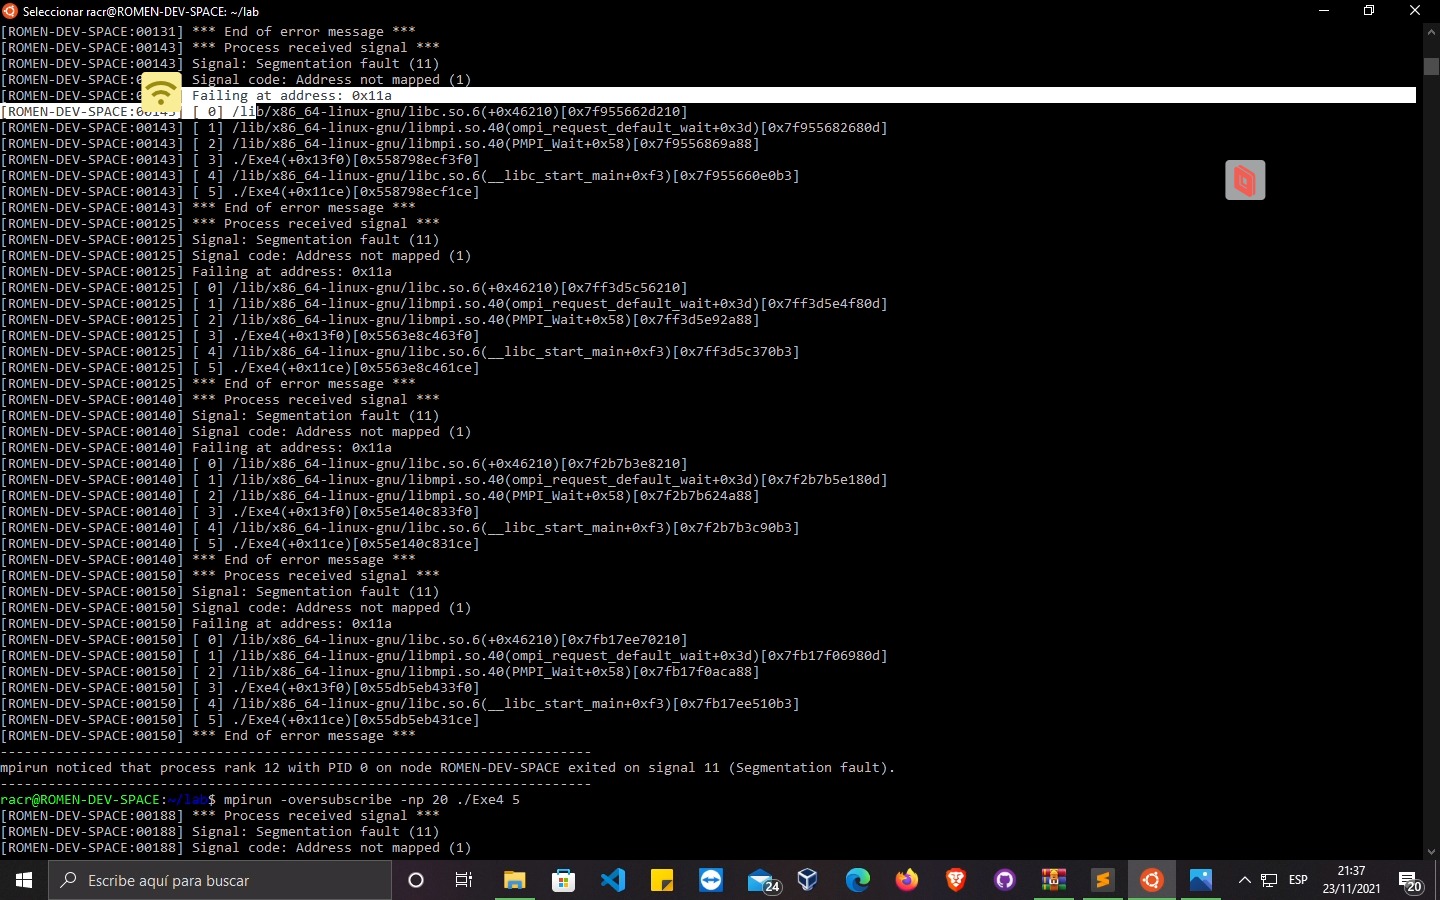 Seleccionar racr@ROMEN-DEV-SPACE: ~/lab
[ROMEN-DEV-SPACE:00131] *** End of error message ***
[ROMEN-DEV-SPACE:00143] *** Process received signal ***
[ROMEN-DEV-SPACE:00143] Signal: Segmentation fault (11)
[ROMEN-DEV-SPACE:0 Signal code: Address not mapped (1)
[ROMEN-DEV-SPACE:0 Failing at address: 0x11a
[ROMEN-DEV-SPACE:00143] [ 0] /lib/x86_64-linux-gnu/libc.so.6(+0x46210)[0x7f955662d210]
[ROMEN-DEV-SPACE:00143] [ 1] /lib/x86_64-linux-gnu/libmpi.so.40(ompi_request_default_wait+0x3d)[0x7f955682680d]
[ROMEN-DEV-SPACE:00143] [ 2] /lib/x86_64-linux-gnu/libmpi.so.40(PMPI_Wait+0x58)[0x7f9556869a88]
[ROMEN-DEV-SPACE:00143] [ 3] ./Exe4(+0x13f0)[0x558798ecf3f0]
[ROMEN-DEV-SPACE:00143] [ 4] /lib/x86_64-linux-gnu/libc.so.6(__libc_start_main+0xf3)[0x7f955660e0b3]
[ROMEN-DEV-SPACE:00143] [ 5] ./Exe4(+0x11ce)[0x558798ecf1ce]
[ROMEN-DEV-SPACE:00143] *** End of error message ***
[ROMEN-DEV-SPACE:00125] *** Process received signal ***
[ROMEN-DEV-SPACE:00125] Signal: Segmentation fault (11)
[ROMEN-DEV-SPACE:00125] Signal code: Address not mapped (1)
[ROMEN-DEV-SPACE:00125] Failing at address: 0x11a
[ROMEN-DEV-SPACE:00125] [ 0] /lib/x86_64-linux-gnu/libc.so.6(+0x46210)[0x7ff3d5c56210]
[ROMEN-DEV-SPACE:00125] [ 1] /lib/x86_64-linux-gnu/libmpi.so.40(ompi_request_default_wait+0x3d)[0x7ff3d5e4f80d]
[ROMEN-DEV-SPACE:00125] [ 2] /lib/x86_64-linux-gnu/libmpi.so.40(PMPI_Wait+0x58)[0x7ff3d5e92a88]
[ROMEN-DEV-SPACE:00125] [ 3] ./Exe4(+0x13f0)[0x5563e8c463f0]
[ROMEN-DEV-SPACE:00125] [ 4] /lib/x86_64-linux-gnu/libc.so.6(__libc_start_main+0xf3)[0x7ff3d5c370b3]
[ROMEN-DEV-SPACE:00125] [ 5] ./Exe4(+0x11ce)[0x5563e8c461ce]
[ROMEN-DEV-SPACE:00125] *** End of error message ***
[ROMEN-DEV-SPACE:00140] *** Process received signal ***
[ROMEN-DEV-SPACE:00140] Signal: Segmentation fault (11)
[ROMEN-DEV-SPACE:00140] Signal code: Address not mapped (1)
[ROMEN-DEV-SPACE:00140] Failing at address: 0x11a
[ROMEN-DEV-SPACE:00140] [ 0] /lib/x86_64-linux-gnu/libc.so.6(+0x46210)[0x7f2b7b3e8210]
[ROMEN-DEV-SPACE:00140] [ 1] /lib/x86_64-linux-gnu/libmpi.so.40(ompi_request_default_wait+0x3d)[0x7f2b7b5e180d]
[ROMEN-DEV-SPACE:00140] [ 2] /lib/x86_64-linux-gnu/libmpi.so.40(PMPI_Wait+0x58)[0x7f2b7b624a88]
[ROMEN-DEV-SPACE:00140] [ 3] ./Exe4(+0x13f0)[0x55e140c833f0]
[ROMEN-DEV-SPACE:00140] [ 4] /lib/x86_64-linux-gnu/libc.so.6(__libc_start_main+0xf3)[0x7f2b7b3c90b3]
[ROMEN-DEV-SPACE:00140] [ 5] ./Exe4(+0x11ce)[0x55e140c831ce]
[ROMEN-DEV-SPACE:00140] *** End of error message ***
[ROMEN-DEV-SPACE:00150] *** Process received signal ***
[ROMEN-DEV-SPACE:00150] Signal: Segmentation fault (11)
[ROMEN-DEV-SPACE:00150] Signal code: Address not mapped (1)
[ROMEN-DEV-SPACE:00150] Failing at address: 0x11a
[ROMEN-DEV-SPACE:00150] [ 0] /lib/x86_64-linux-gnu/libc.so.6(+0x46210)[0x7fb17ee70210]
[ROMEN-DEV-SPACE:00150] [ 1] /lib/x86_64-linux-gnu/libmpi.so.40(ompi_request_default_wait+0x3d)[0x7fb17f06980d]
[ROMEN-DEV-SPACE:00150] [ 2] /lib/x86_64-linux-gnu/libmpi.so.40(PMPI_Wait+0x58)[0x7fb17f0aca88]
[ROMEN-DEV-SPACE:00150] [ 3] ./Exe4(+0x13f0)[0x55db5eb433f0]
[ROMEN-DEV-SPACE:00150] [ 4] /lib/x86_64-linux-gnu/libc.so.6(__libc_start_main+0xf3)[0x7fb17ee510b3]
[ROMEN-DEV-SPACE:00150] [ 5] ./Exe4(+0x11ce)[0x55db5eb431ce]
[ROMEN-DEV-SPACE:00150] *** End of error message ***
--------------------------------------------------------------------------
mpirun noticed that process rank 12 with PID 0 on node ROMEN-DEV-SPACE exited on signal 11 (Segmentation fault).
--------------------------------------------------------------------------
racr@ROMEN-DEV-SPACE:~/lab$ mpirun -oversubscribe -np 20 ./Exe4 5
[ROMEN-DEV-SPACE:00188] *** Process received signal ***
[ROMEN-DEV-SPACE:00188] Signal: Segmentation fault (11)
[ROMEN-DEV-SPACE:00188] Signal code: Address not mapped (1)
Escribe aquí para buscar
24
ESP
21:37
23/11/2021
20